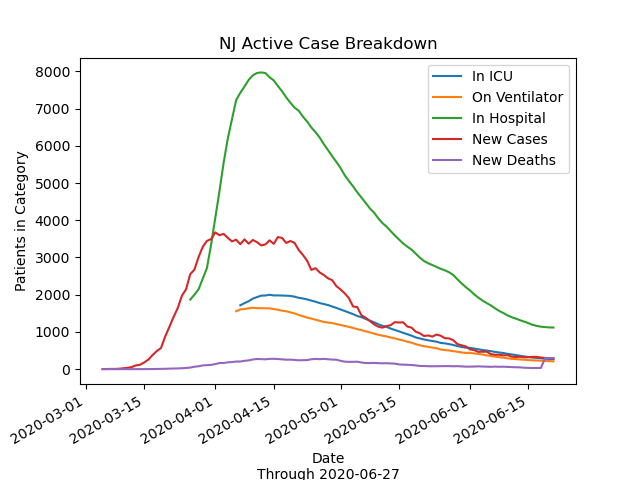 NJ Active Case Breakdown
Patients in Category
8000
7000
6000
5000
4000
3000
2000
1000
0
In ICU
On Ventilator
In Hospital
New Cases
New Deaths
2020-03-01
2020-03-15
2020-04-01
2020-04-15
2020-05-01
2020-05-15
2020-06-01
2020-06-15
Date
Through 2020-06-27